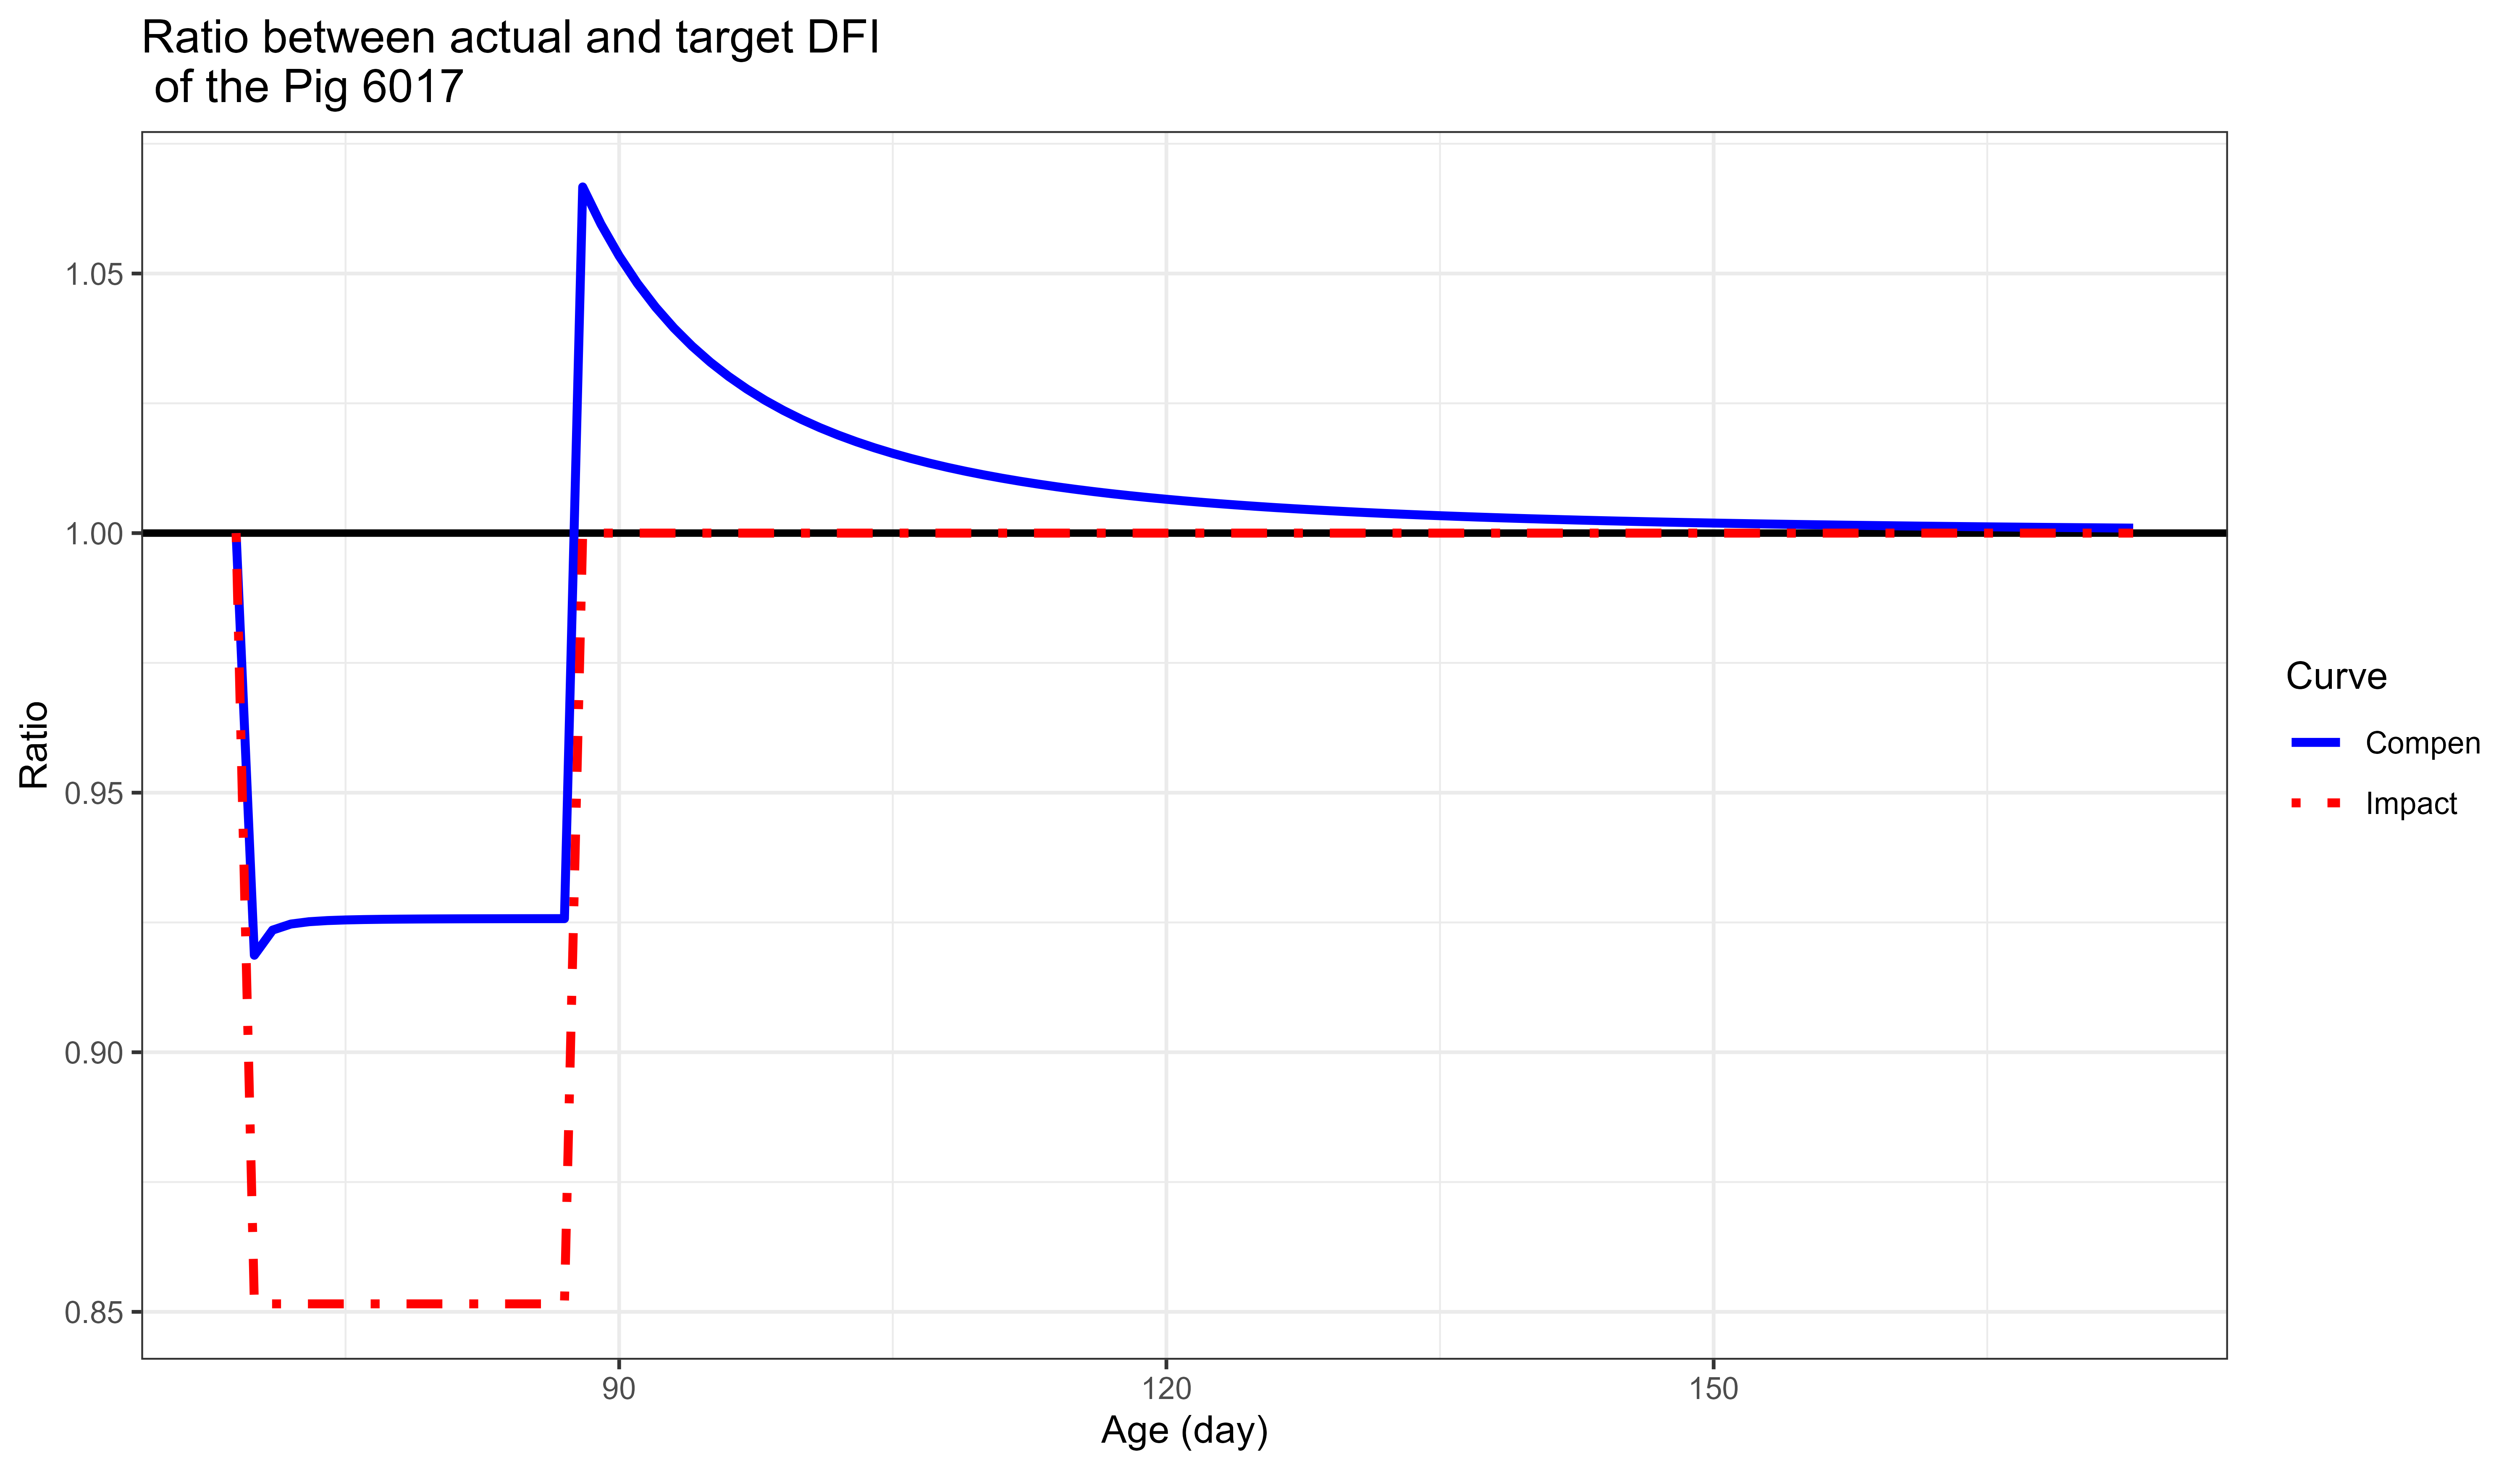 Ratio between actual and target DFI
of the Pig 6017
1.05
1.00
0.95
0.90
0.85
Ratio
90
120
150
Age (day)
Curve
Compen
Impact